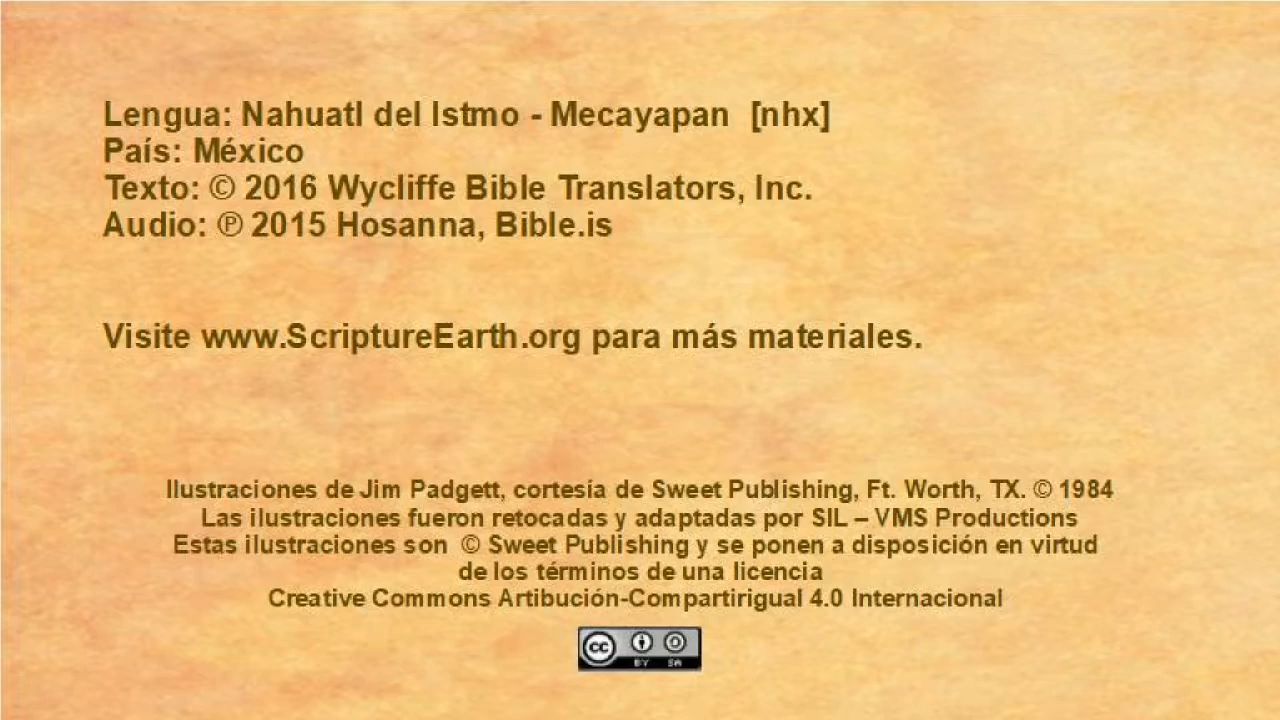 Lengua: Nahuatl del Istmo - Mecayapan [nhx]
País: México
Texto: © 2016 Wycliffe Bible Translators, Inc.
Audio: ℗ 2015 Hosanna, Bible.is
Visite www.ScriptureEarth.org para más materiales.
Ilustraciones de Jim Padgett, cortesía de Sweet Publishing, Ft. Worth, TX. © 1984
Las ilustraciones fueron retocadas y adaptadas por SIL – VMS Productions
Estas ilustraciones son © Sweet Publishing y se ponen a disposición en virtud
de los términos de una licencia
Creative Commons Artibución-Compartirigual 4.0 Internacional
cc BY SA